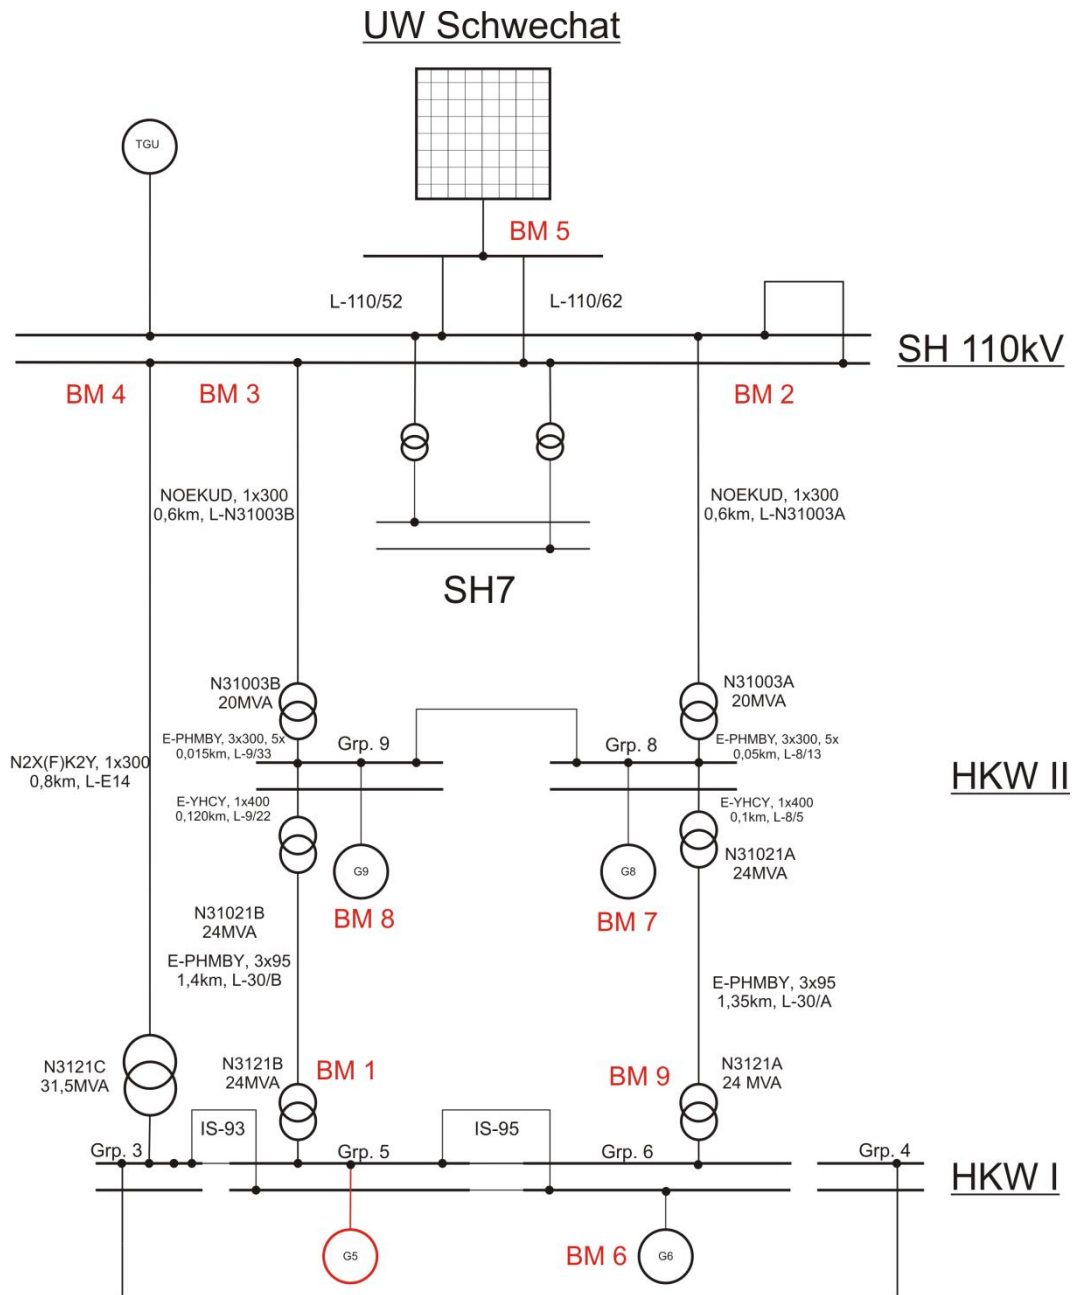 UW Schwechat
TGU
BM 5
L-110/52
L-110/62
SH 110kV
BM 4
BM 3
BM 2
NOEKUD, 1x300
0,6km, L-N31003B
NOEKUD, 1x300
0,6km, L-N31003A
SH7
N31003B
20MVA
N31003A
20MVA
E-PHMBY, 3x300, 5x
0,015km, L-9/33
Grp. 9
Grp. 8
E-PHMBY, 3x300, 5x
0,05km, L-8/13
N2X(F)K2Y, 1x300
0,8km, L-E14
HKW II
E-YHCY, 1x400
0,120km, L-9/22
E-YHCY, 1x400
0,1km, L-8/5
G9
G8
N31021A
24MVA
BM 8
BM 7
N31021B
24MVA
E-PHMBY, 3x95
1,4km, L-30/B
E-PHMBY, 3x95
1,35km, L-30/A
N3121C
31,5MVA
N3121B
24MVA
BM 1
BM 9
N3121A
24 MVA
IS-93
IS-95
Grp. 3
Grp. 5
Grp. 6
Grp. 4
HKW I
G5
BM 6
G6